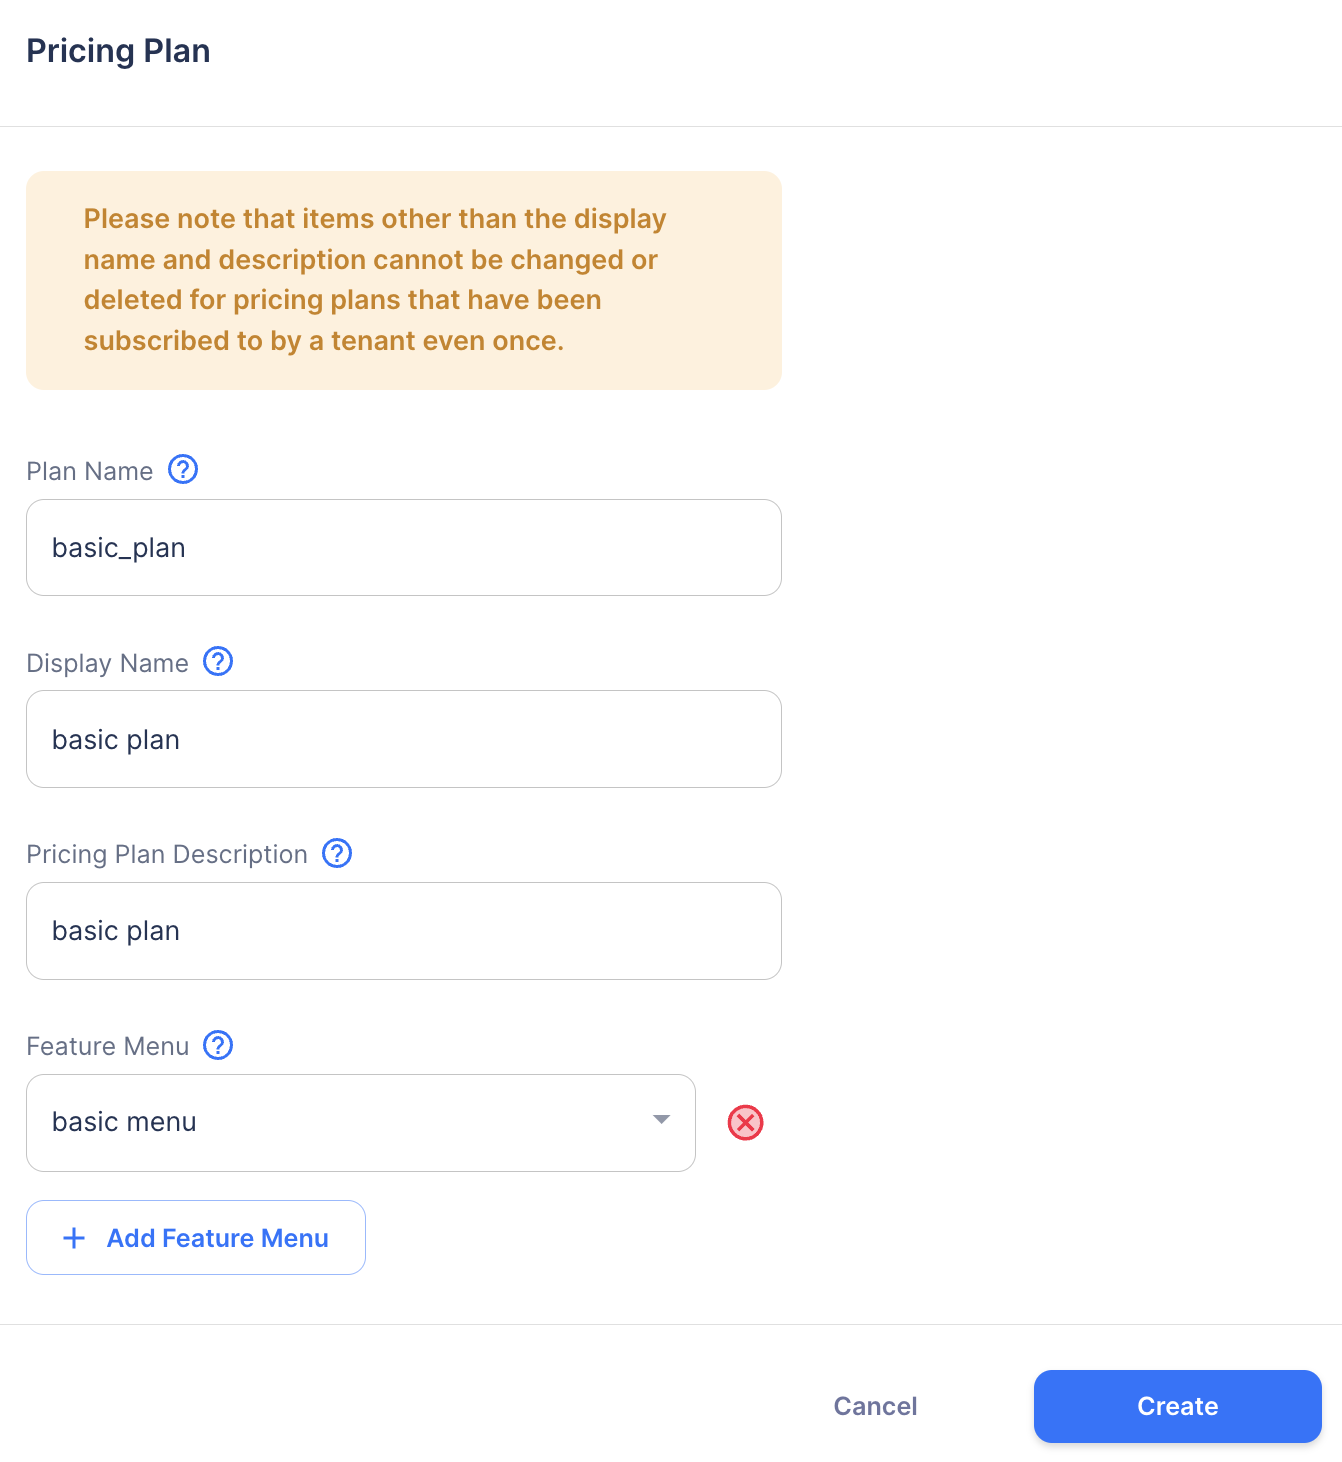 Pricing Plan
Please note that items other than the display
name and description cannot be changed or
deleted for pricing plans that have been
subscribed to by a tenant even once.
Plan Name ?
basic_plan
Display Name ?
basic plan
Pricing Plan Description ?
basic plan
Feature Menu ?
basic menu
+ Add Feature Menu
Cancel Create